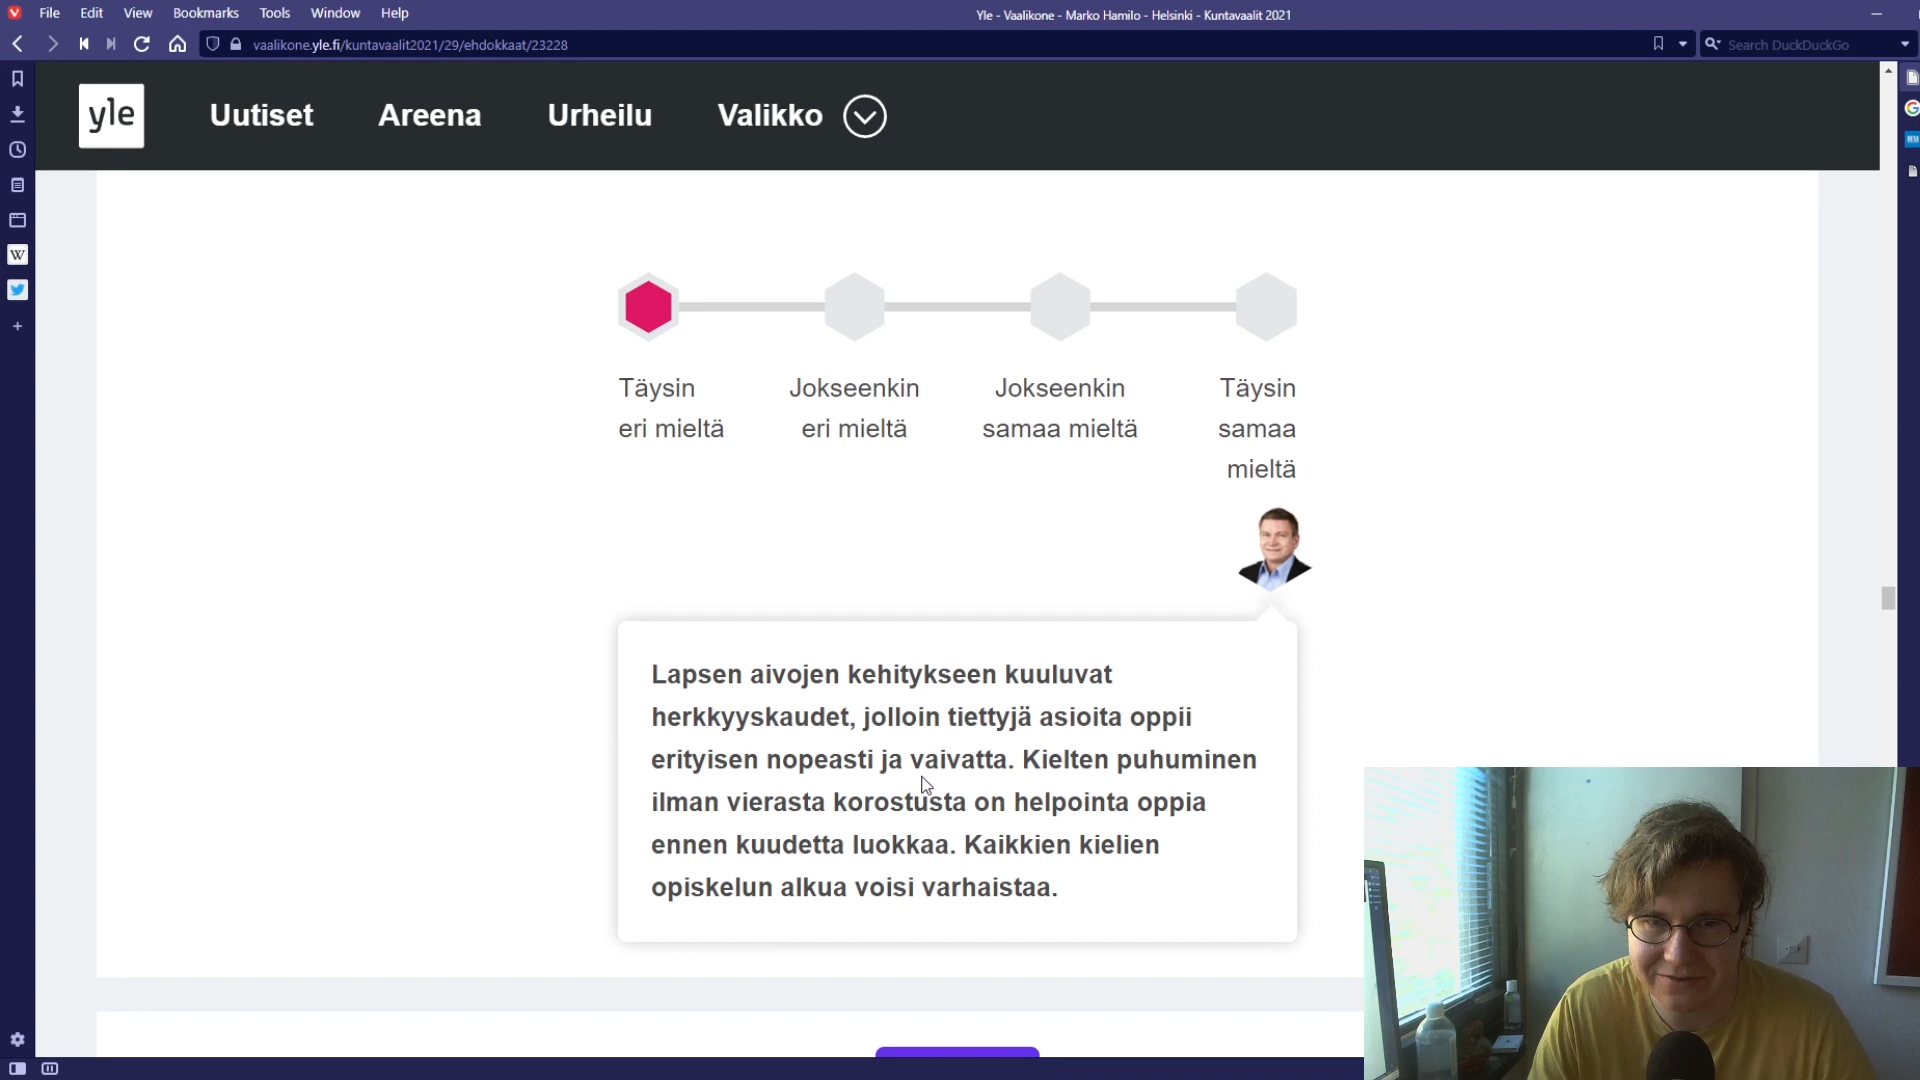 File Edit View Bookmarks Tools Window Help
Yle - Vaalikone - Marko Hamilo - Helsinki - Kuntavaalit 2021
vaalikone.yle.fi/kuntavaalit2021/29/ehdokkaat/23228
Search DuckDuckGo
yle Uutiset Areena Urheilu Valikko
W
Täysin
eri mieltä
Jokseenkin
eri mieltä
Jokseenkin
samaa mieltä
Täysin
samaa
mieltä
Lapsen aivojen kehitykseen kuuluvat
herkkyyskaudet, jolloin tiettyjä asioita oppii
erityisen nopeasti ja vaivatta. Kielten puhuminen
ilman vierasta korostusta on helpointa oppia
ennen kuudetta luokkaa. Kaikkien kielien
opiskelun alkua voisi varhaistaa.